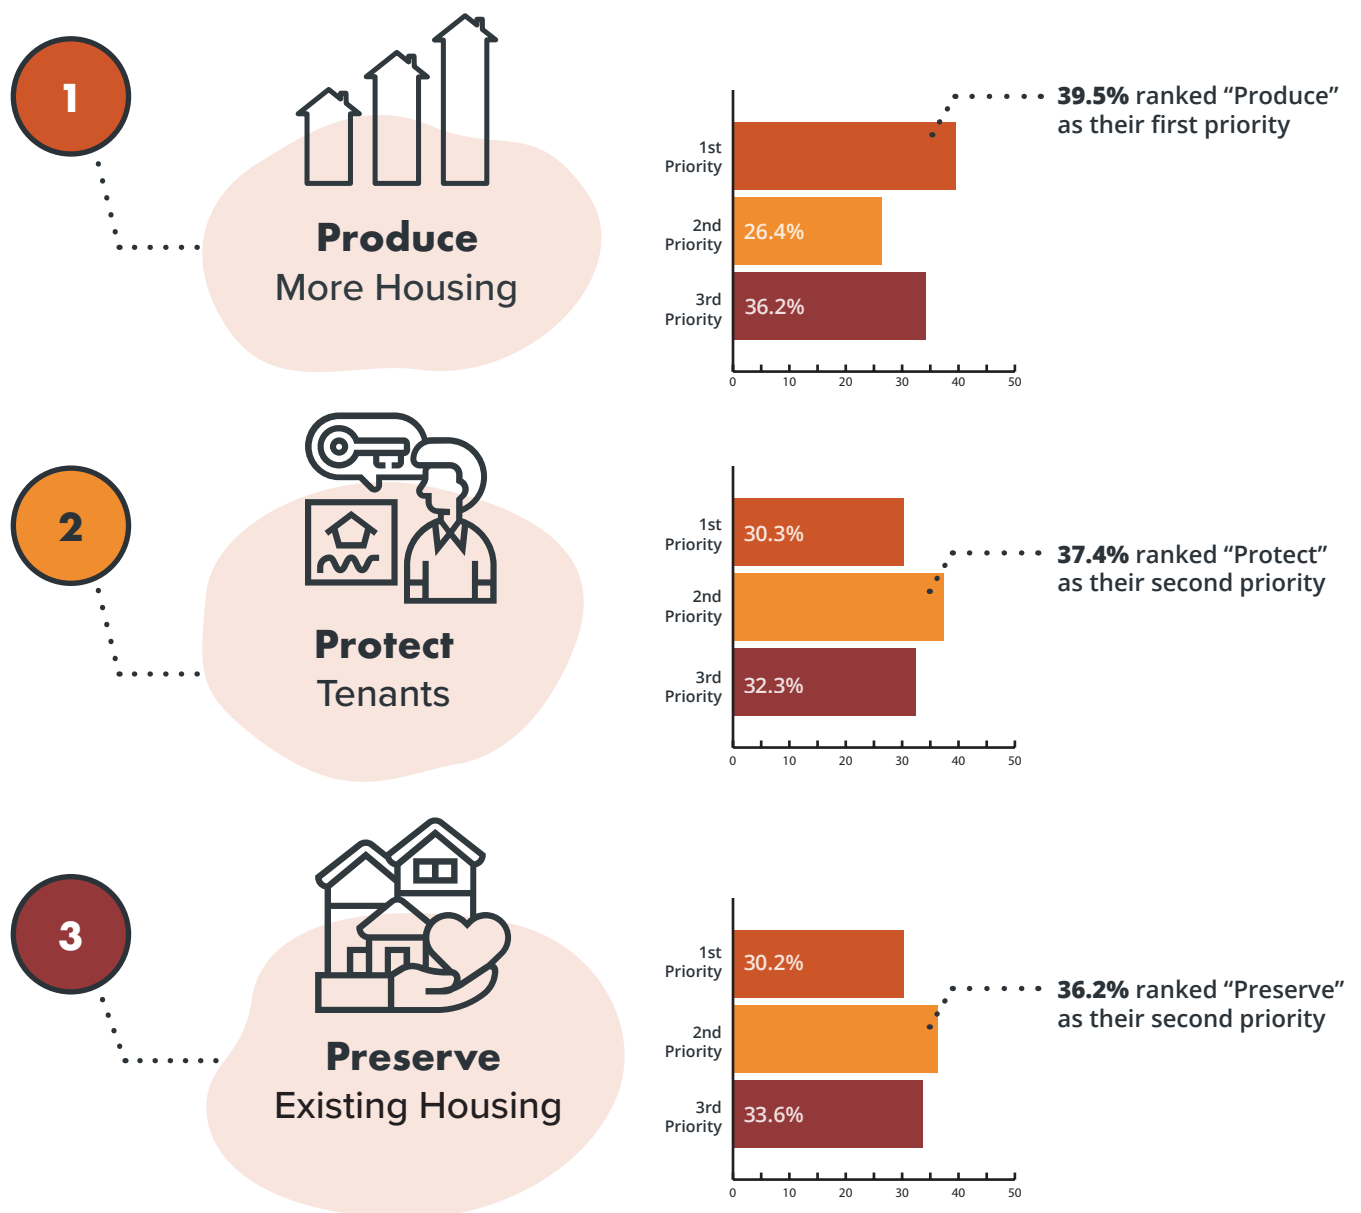 1
Produce
More Housing
1st
Priority
2nd
Priority
26.4%
3rd
Priority
36.2%
0 10 20 30 40 50
39.5% ranked “Produce”
as their first priority
2
Protect
Tenants
1st
Priority
30.3%
2nd
Priority
3rd
Priority
32.3%
0 10 20 30 40 50
37.4% ranked “Protect”
as their second priority
3
Preserve
Existing Housing
1st
Priority
30.2%
2nd
Priority
3rd
Priority
33.6%
0 10 20 30 40 50
36.2% ranked “Preserve”
as their second priority